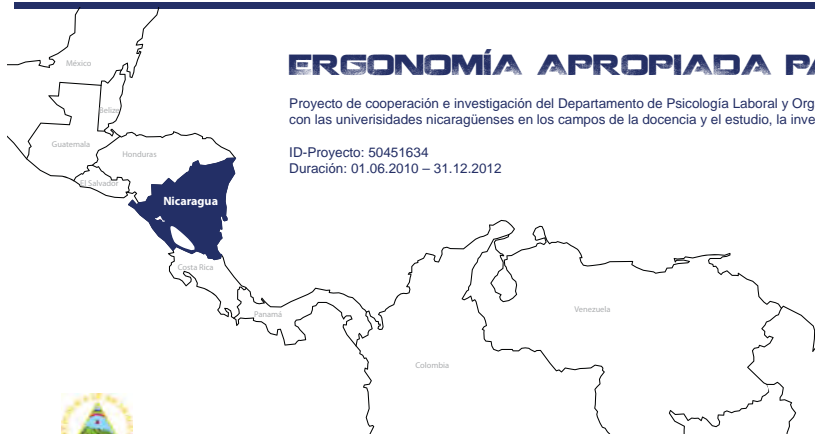 México
ERGONOMÍA APROPIADA PA
Belize
Proyecto de cooperación e investigación del Departamento de Psicología Laboral y Org
con las univerisidades nicaragüenses en los campos de la docencia y el estudio, la inve
Guatemala
Honduras
ID-Proyecto: 50451634
Duración: 01.06.2010 – 31.12.2012
El Salvador
Nicaragua
Costa Rica
Panamá
Venezuela
Colombia